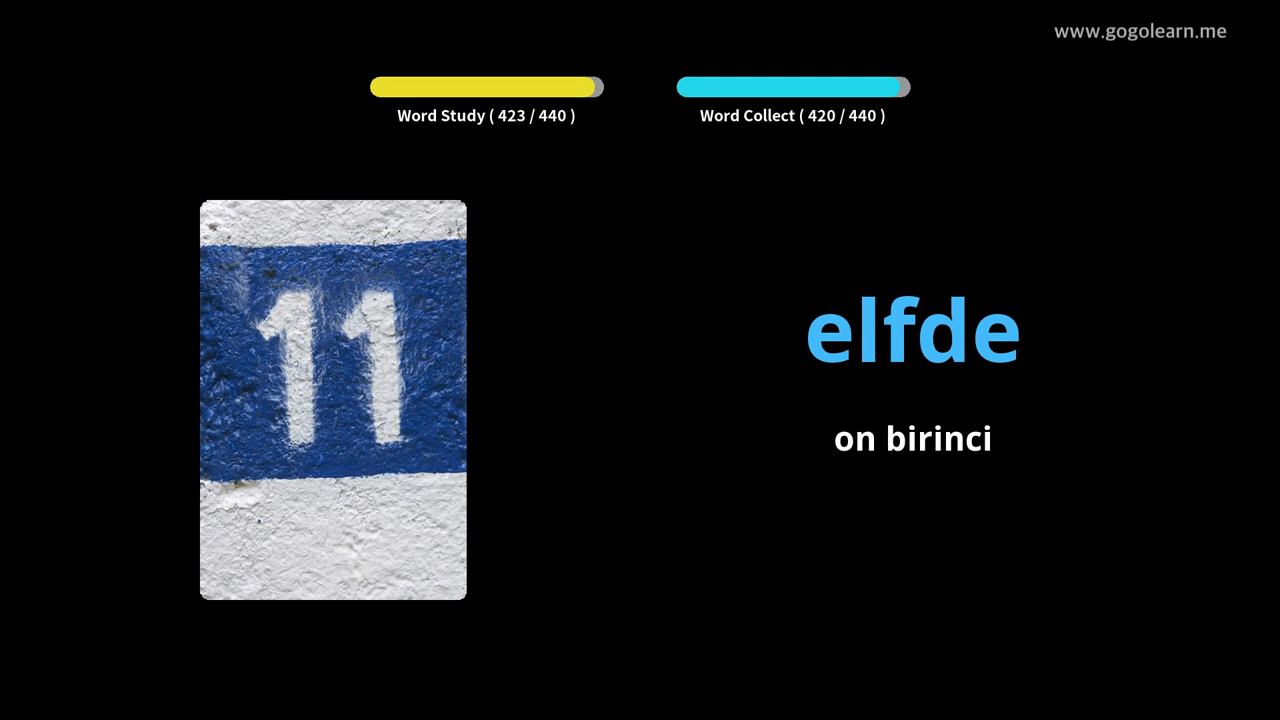 www.gogolearn.me
Word Study ( 423 / 440 )
Word Collect ( 420 / 440 )
11
elfde
on birinci